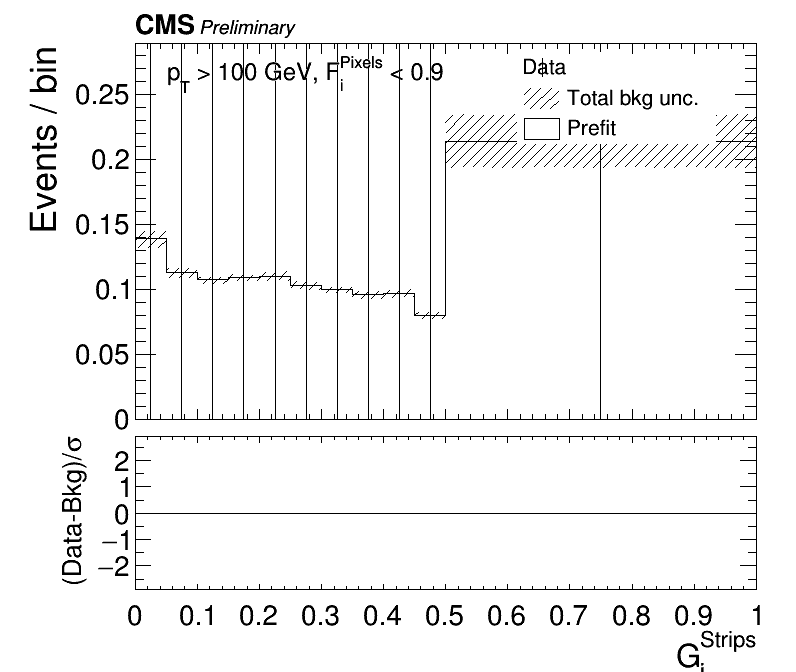 CMS Preliminary
p_T > 100 GeV, F_i^Pixels < 0.9
Data
Total bkg unc.
Prefit
Events / bin
0.25
0.2
0.15
0.1
0.05
0
(Data-Bkg)/σ
2
1
0
−1
−2
0 0.1 0.2 0.3 0.4 0.5 0.6 0.7 0.8 0.9 1
G_i^Strips